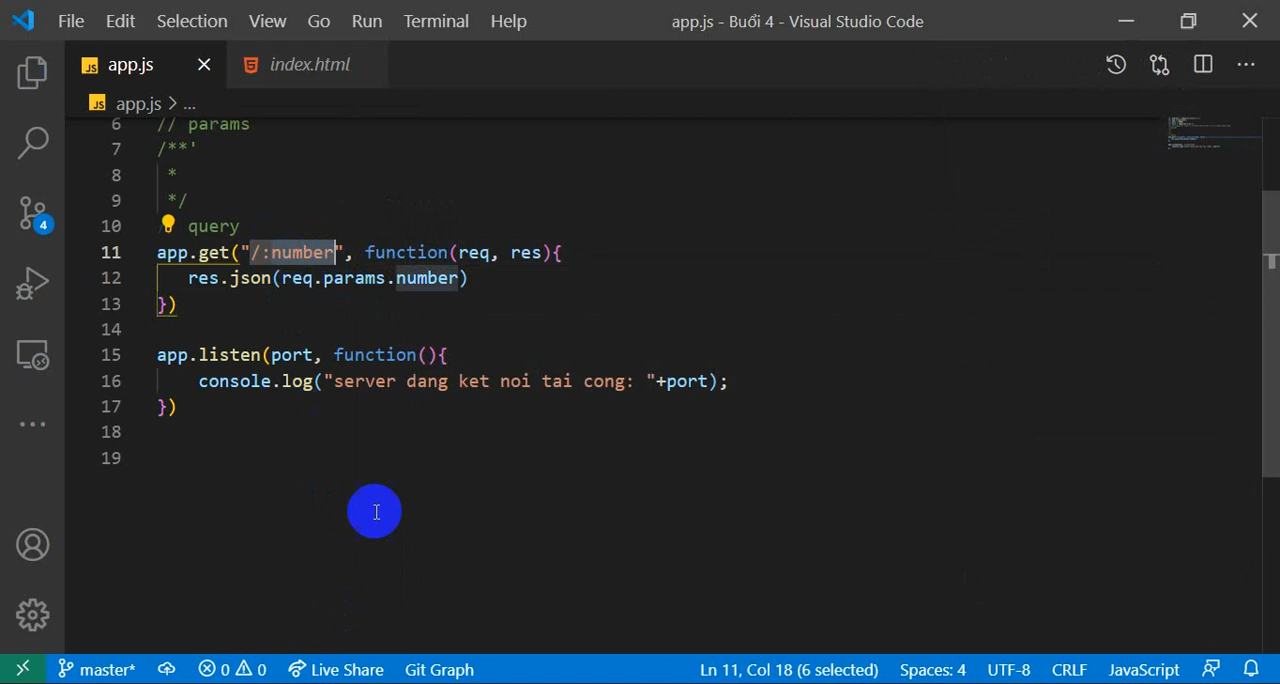 File Edit Selection View Go Run Terminal Help app.js - Buổi 4 - Visual Studio Code
app.js index.html
app.js > ...
6 // params
7 /**'
8 *
9 */
10 query
11 app.get("/:number", function(req, res){
12 res.json(req.params.number)
13 })
14
15 app.listen(port, function(){
16 console.log("server dang ket noi tai cong: "+port);
17 })
18
19
4
master* 0 0 Live Share Git Graph Ln 11, Col 18 (6 selected) Spaces: 4 UTF-8 CRLF JavaScript